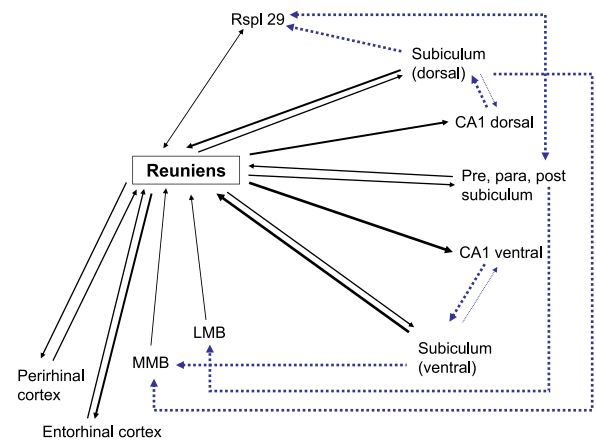 Rspl 29
Subiculum
(dorsal)
CA1 dorsal
Reuniens
Pre, para, post
subiculum
CA1 ventral
LMB
Subiculum
(ventral)
MMB
Perirhinal
cortex
Entorhinal cortex